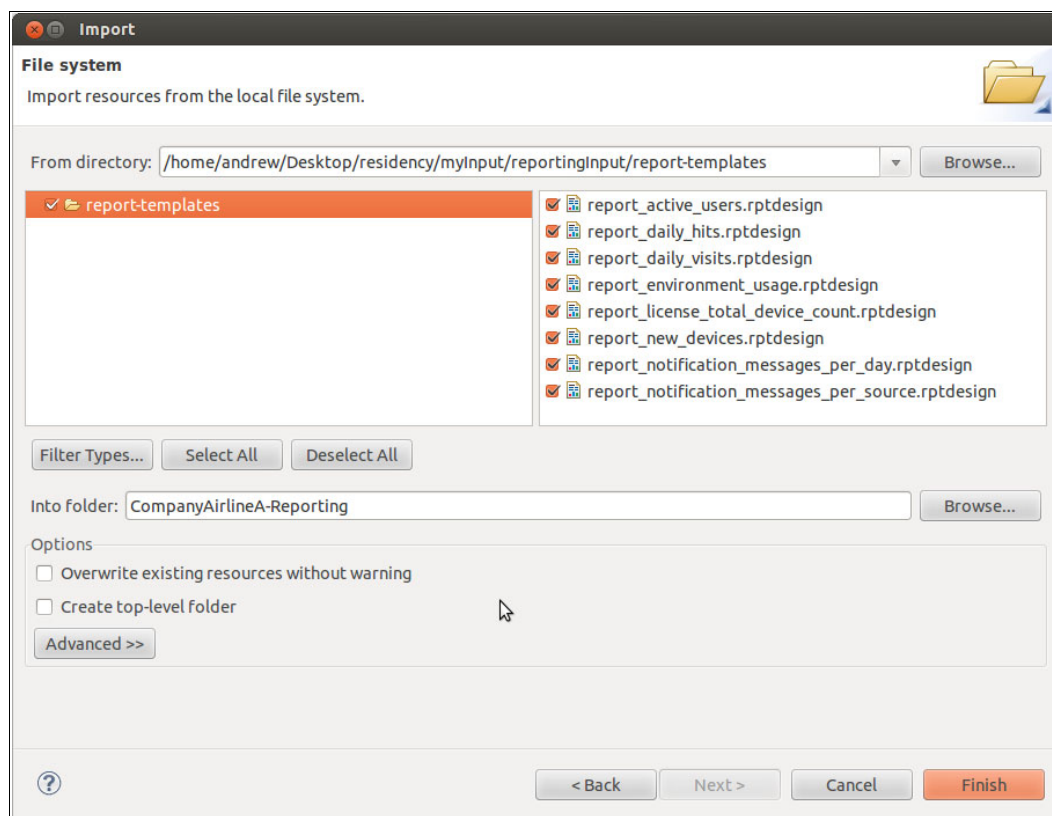 Import
File system
Import resources from the local file system.
From directory: /home/andrew/Desktop/residency/myInput/reportingInput/report-templates Browse...
report-templates
report_active_users.rptdesign
report_daily_hits.rptdesign
report_daily_visits.rptdesign
report_environment_usage.rptdesign
report_license_total_device_count.rptdesign
report_new_devices.rptdesign
report_notification_messages_per_day.rptdesign
report_notification_messages_per_source.rptdesign
Filter Types... Select All Deselect All
Into folder: CompanyAirlineA-Reporting Browse...
Options
Overwrite existing resources without warning
Create top-level folder
Advanced >>
? < Back Next > Cancel Finish